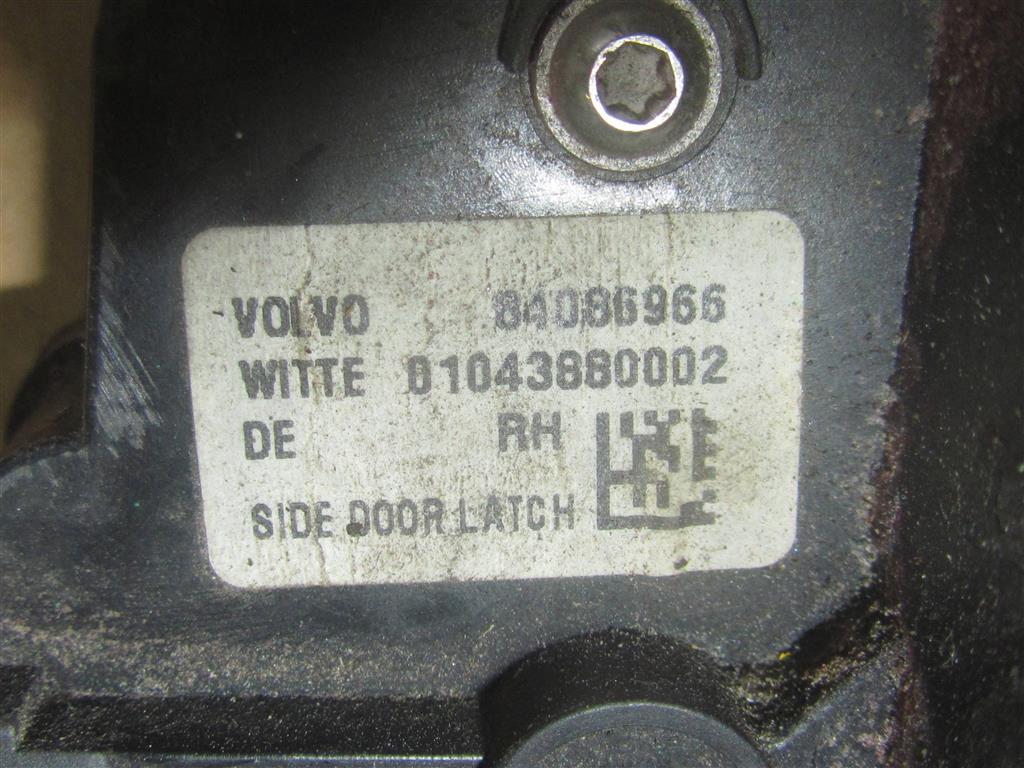 VOLVO 84086966
WITTE 01043880002
DE RH
SIDE DOOR LATCH